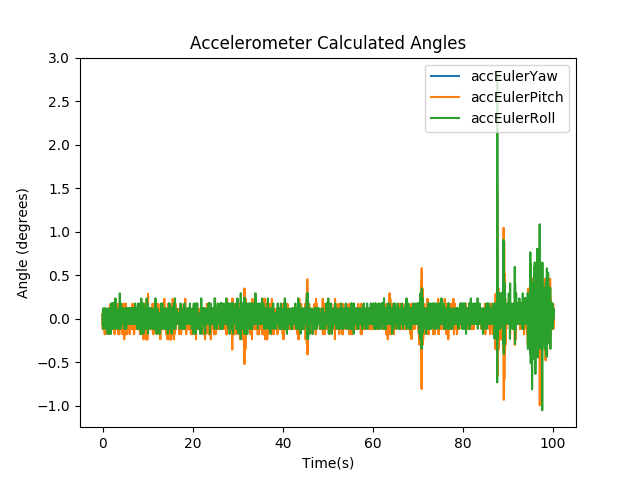 Accelerometer Calculated Angles
accEulerYaw
accEulerPitch
accEulerRoll
Angle (degrees)
3.0
2.5
2.0
1.5
1.0
0.5
0.0
−0.5
−1.0
0 20 40 60 80 100
Time(s)